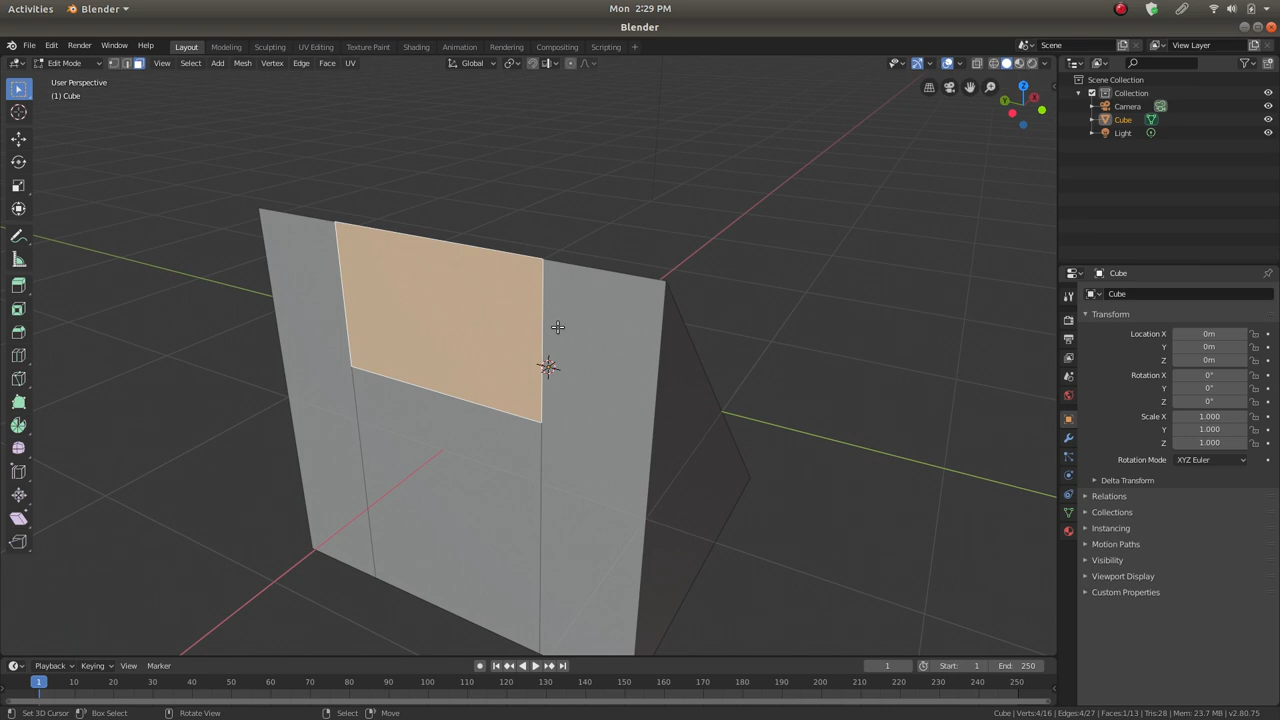 Activities Blender Mon 2:29 PM
Blender
File Edit Render Window Help Layout Modeling Sculpting UV Editing Texture Paint Shading Animation Rendering Compositing Scripting + Scene View Layer
Edit Mode View Select Add Mesh Vertex Edge Face UV Global
User Perspective
(1) Cube
Z
X
Y
Scene Collection
Collection
Camera
Cube
Light
Cube
Cube
Transform
Location X 0m
Y 0m
Z 0m
Rotation X 0°
Y 0°
Z 0°
Scale X 1.000
Y 1.000
Z 1.000
Rotation Mode XYZ Euler
Delta Transform
Relations
Collections
Instancing
Motion Paths
Visibility
Viewport Display
Custom Properties
Playback Keying View Marker 1 Start: 1 End: 250
1 10 20 30 40 50 60 70 80 90 100 110 120 130 140 150 160 170 180 190 200 210 220 230 240 250
Set 3D Cursor Box Select Rotate View Select Move Cube | Verts:4/16 | Edges:4/27 | Faces:1/13 | Tris:28 | Mem: 23.7 MB | v2.80.75